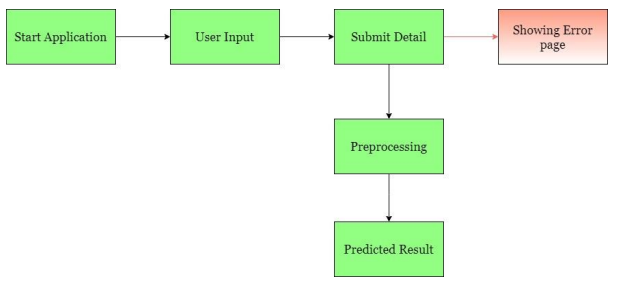 Start Application
User Input
Submit Detail
Showing Error
page
Preprocessing
Predicted Result